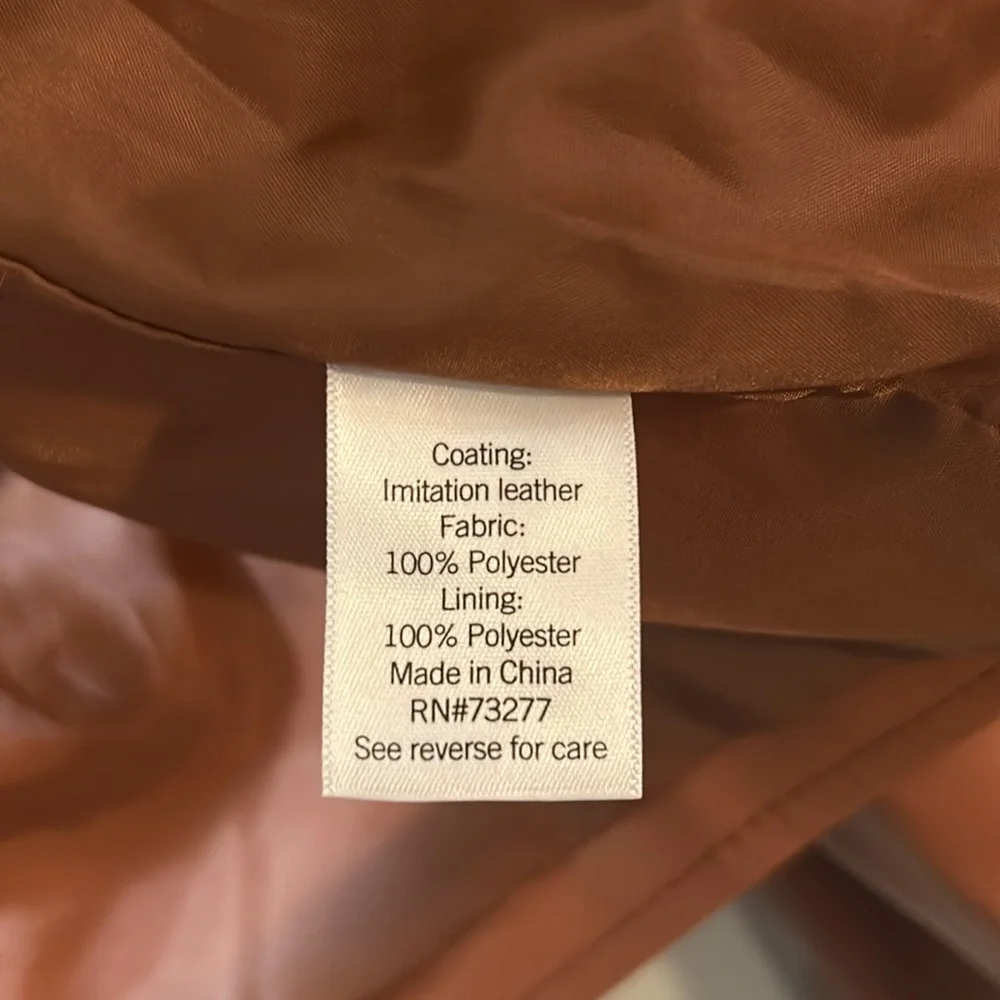 Coating:
Imitation leather
Fabric:
100% Polyester
Lining:
100% Polyester
Made in China
RN#73277
See reverse for care